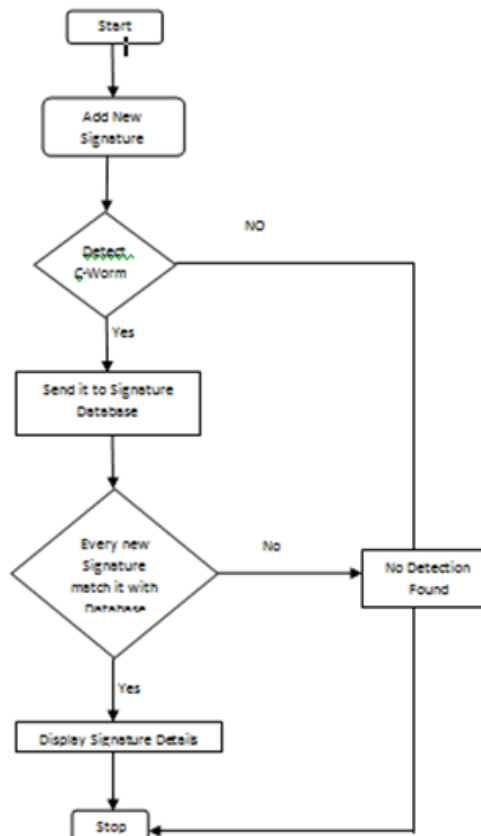 Start
Add New
Signature
NO
Detect
C-Worm
Yes
Send it to Signature
Database
Every new
Signature
match it with
Database
No
No Detection
Found
Yes
Display Signature Details
Stop